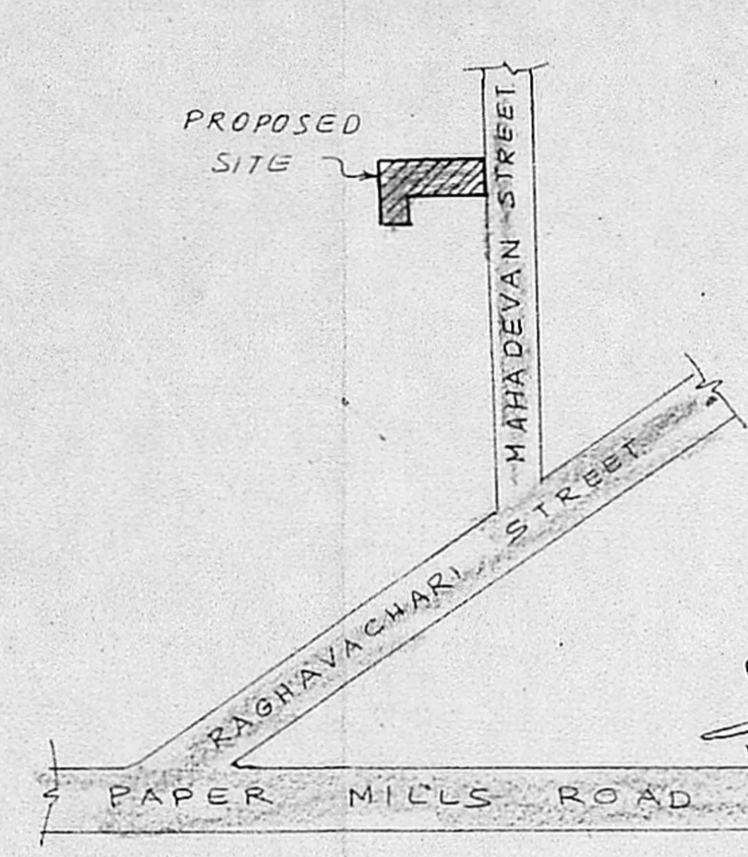 PROPOSED
SITE
MAHADEVAN STREET
RAGHAVACHARI STREET
PAPER MILLS ROAD